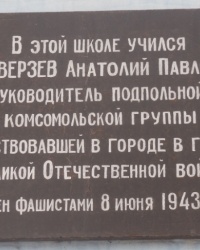 В ЭТОЙ ШКОЛЕ УЧИЛСЯ
ВЕРЗЕВ АНАТОЛИЙ ПАВЛ
УКОВОДИТЕЛЬ ПОДПОЛЬНОЙ
КОМСОМОЛЬСКОЙ ГРУППЫ
СТВОВАВШЕЙ В ГОРОДЕ В Г
ИКОЙ ОТЕЧЕСТВЕННОЙ ВОЙ
ЕН ФАШИСТАМИ 8 ИЮНЯ 1943